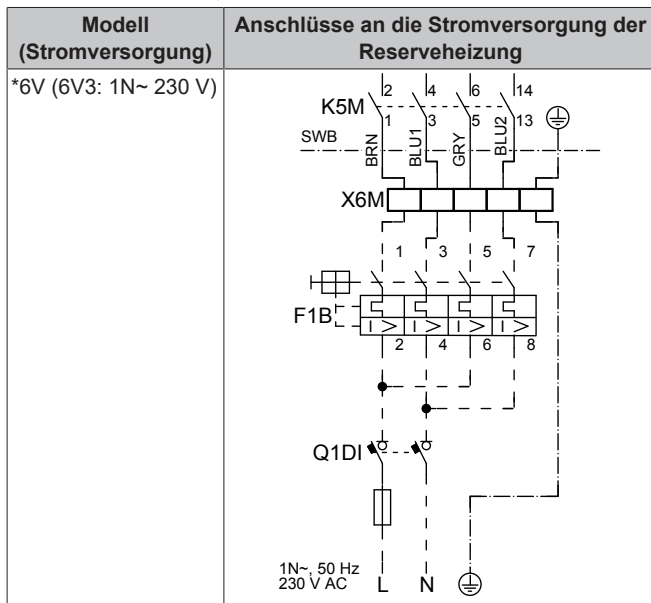 Modell
(Stromversorgung)
Anschlüsse an die Stromversorgung der
Reserveheizung
*6V (6V3: 1N~ 230 V)
2 4 6 14
K5M
1 3 5 13
SWB
BRN BLU1 GRY BLU2
X6M
1 3 5 7
F1B
I > I > I > I >
2 4 6 8
Q1DI
1N~, 50 Hz
230 V AC
L N